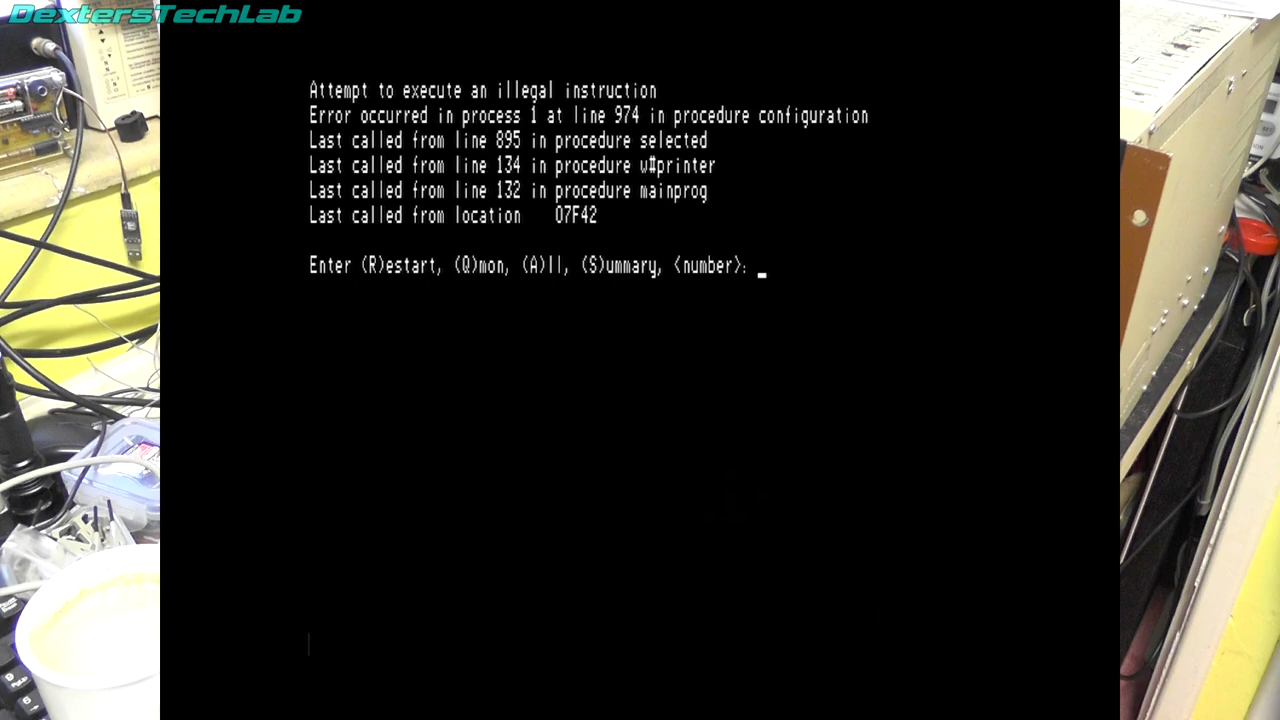 DextersTechLab
Attempt to execute an illegal instruction
Error occurred in process 1 at line 974 in procedure configuration
Last called from line 895 in procedure selected
Last called from line 134 in procedure w#printer
Last called from line 132 in procedure mainprog
Last called from location 07F42
Enter (R)estart, (Q)mon, (A)ll, (S)ummary, <number>: